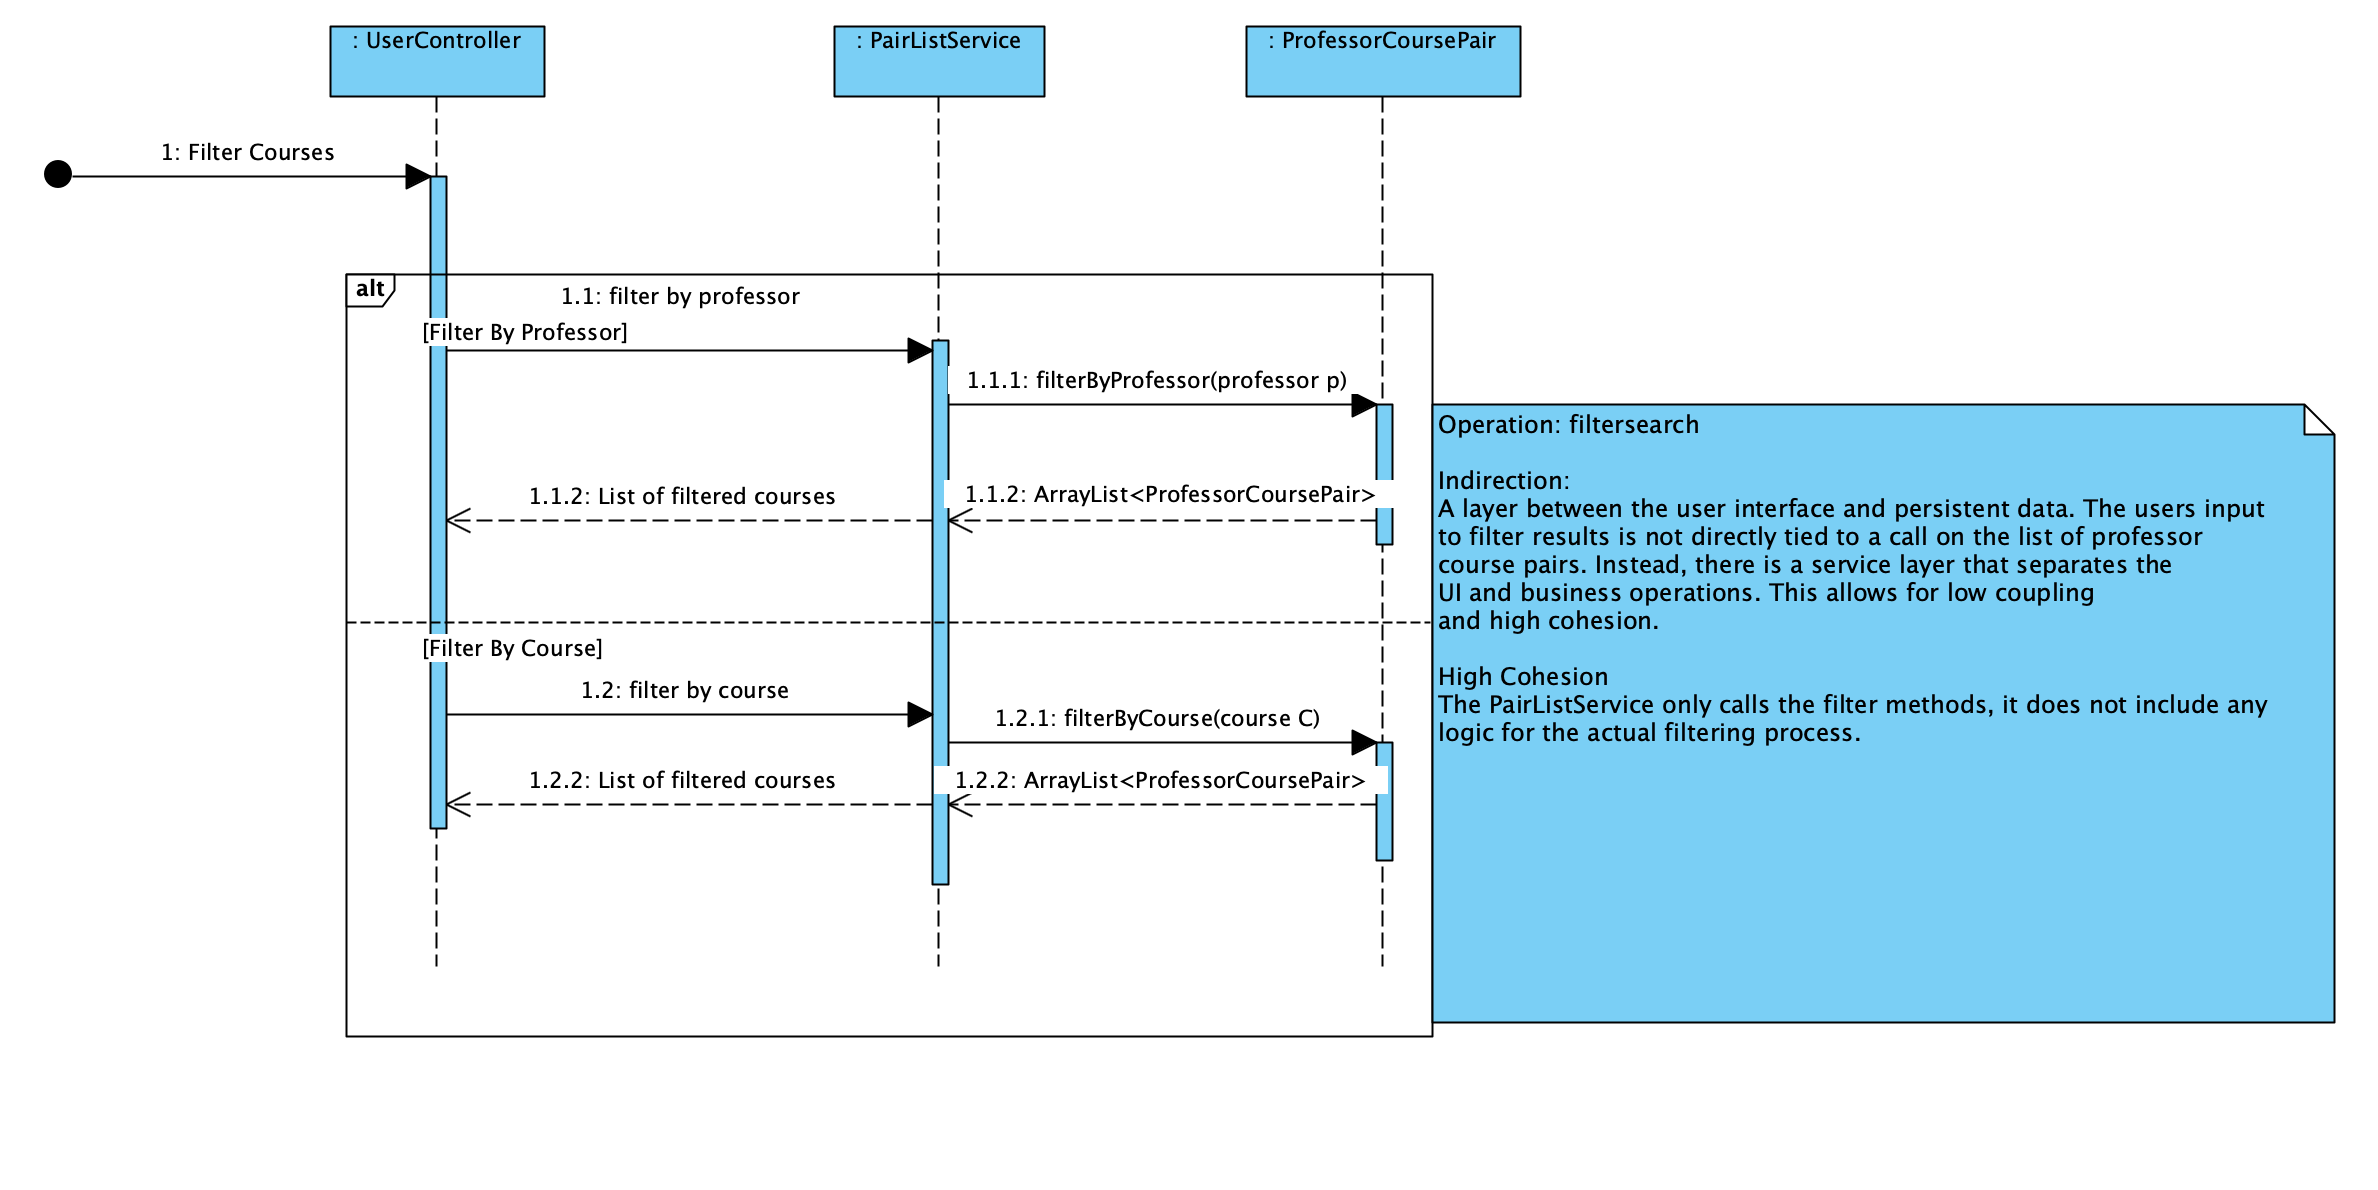 : UserController
: PairListService
: ProfessorCoursePair
1: Filter Courses
alt
1.1: filter by professor
[Filter By Professor]
1.1.1: filterByProfessor(professor p)
1.1.2: List of filtered courses
1.1.2: ArrayList<ProfessorCoursePair>
[Filter By Course]
1.2: filter by course
1.2.1: filterByCourse(course C)
1.2.2: List of filtered courses
1.2.2: ArrayList<ProfessorCoursePair>
Operation: filtersearch
Indirection:
A layer between the user interface and persistent data. The users input
to filter results is not directly tied to a call on the list of professor
course pairs. Instead, there is a service layer that separates the
UI and business operations. This allows for low coupling
and high cohesion.
High Cohesion
The PairListService only calls the filter methods, it does not include any
logic for the actual filtering process.